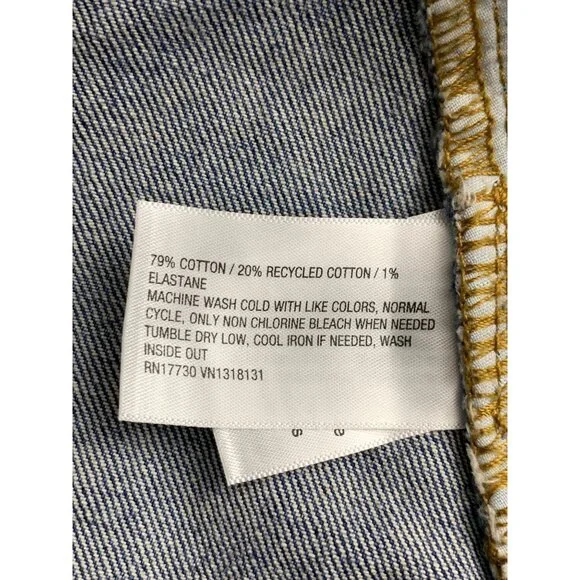 79% COTTON / 20% RECYCLED COTTON / 1%
ELASTANE
MACHINE WASH COLD WITH LIKE COLORS, NORMAL
CYCLE, ONLY NON CHLORINE BLEACH WHEN NEEDED
TUMBLE DRY LOW, COOL IRON IF NEEDED, WASH
INSIDE OUT
RN17730 VN1318131